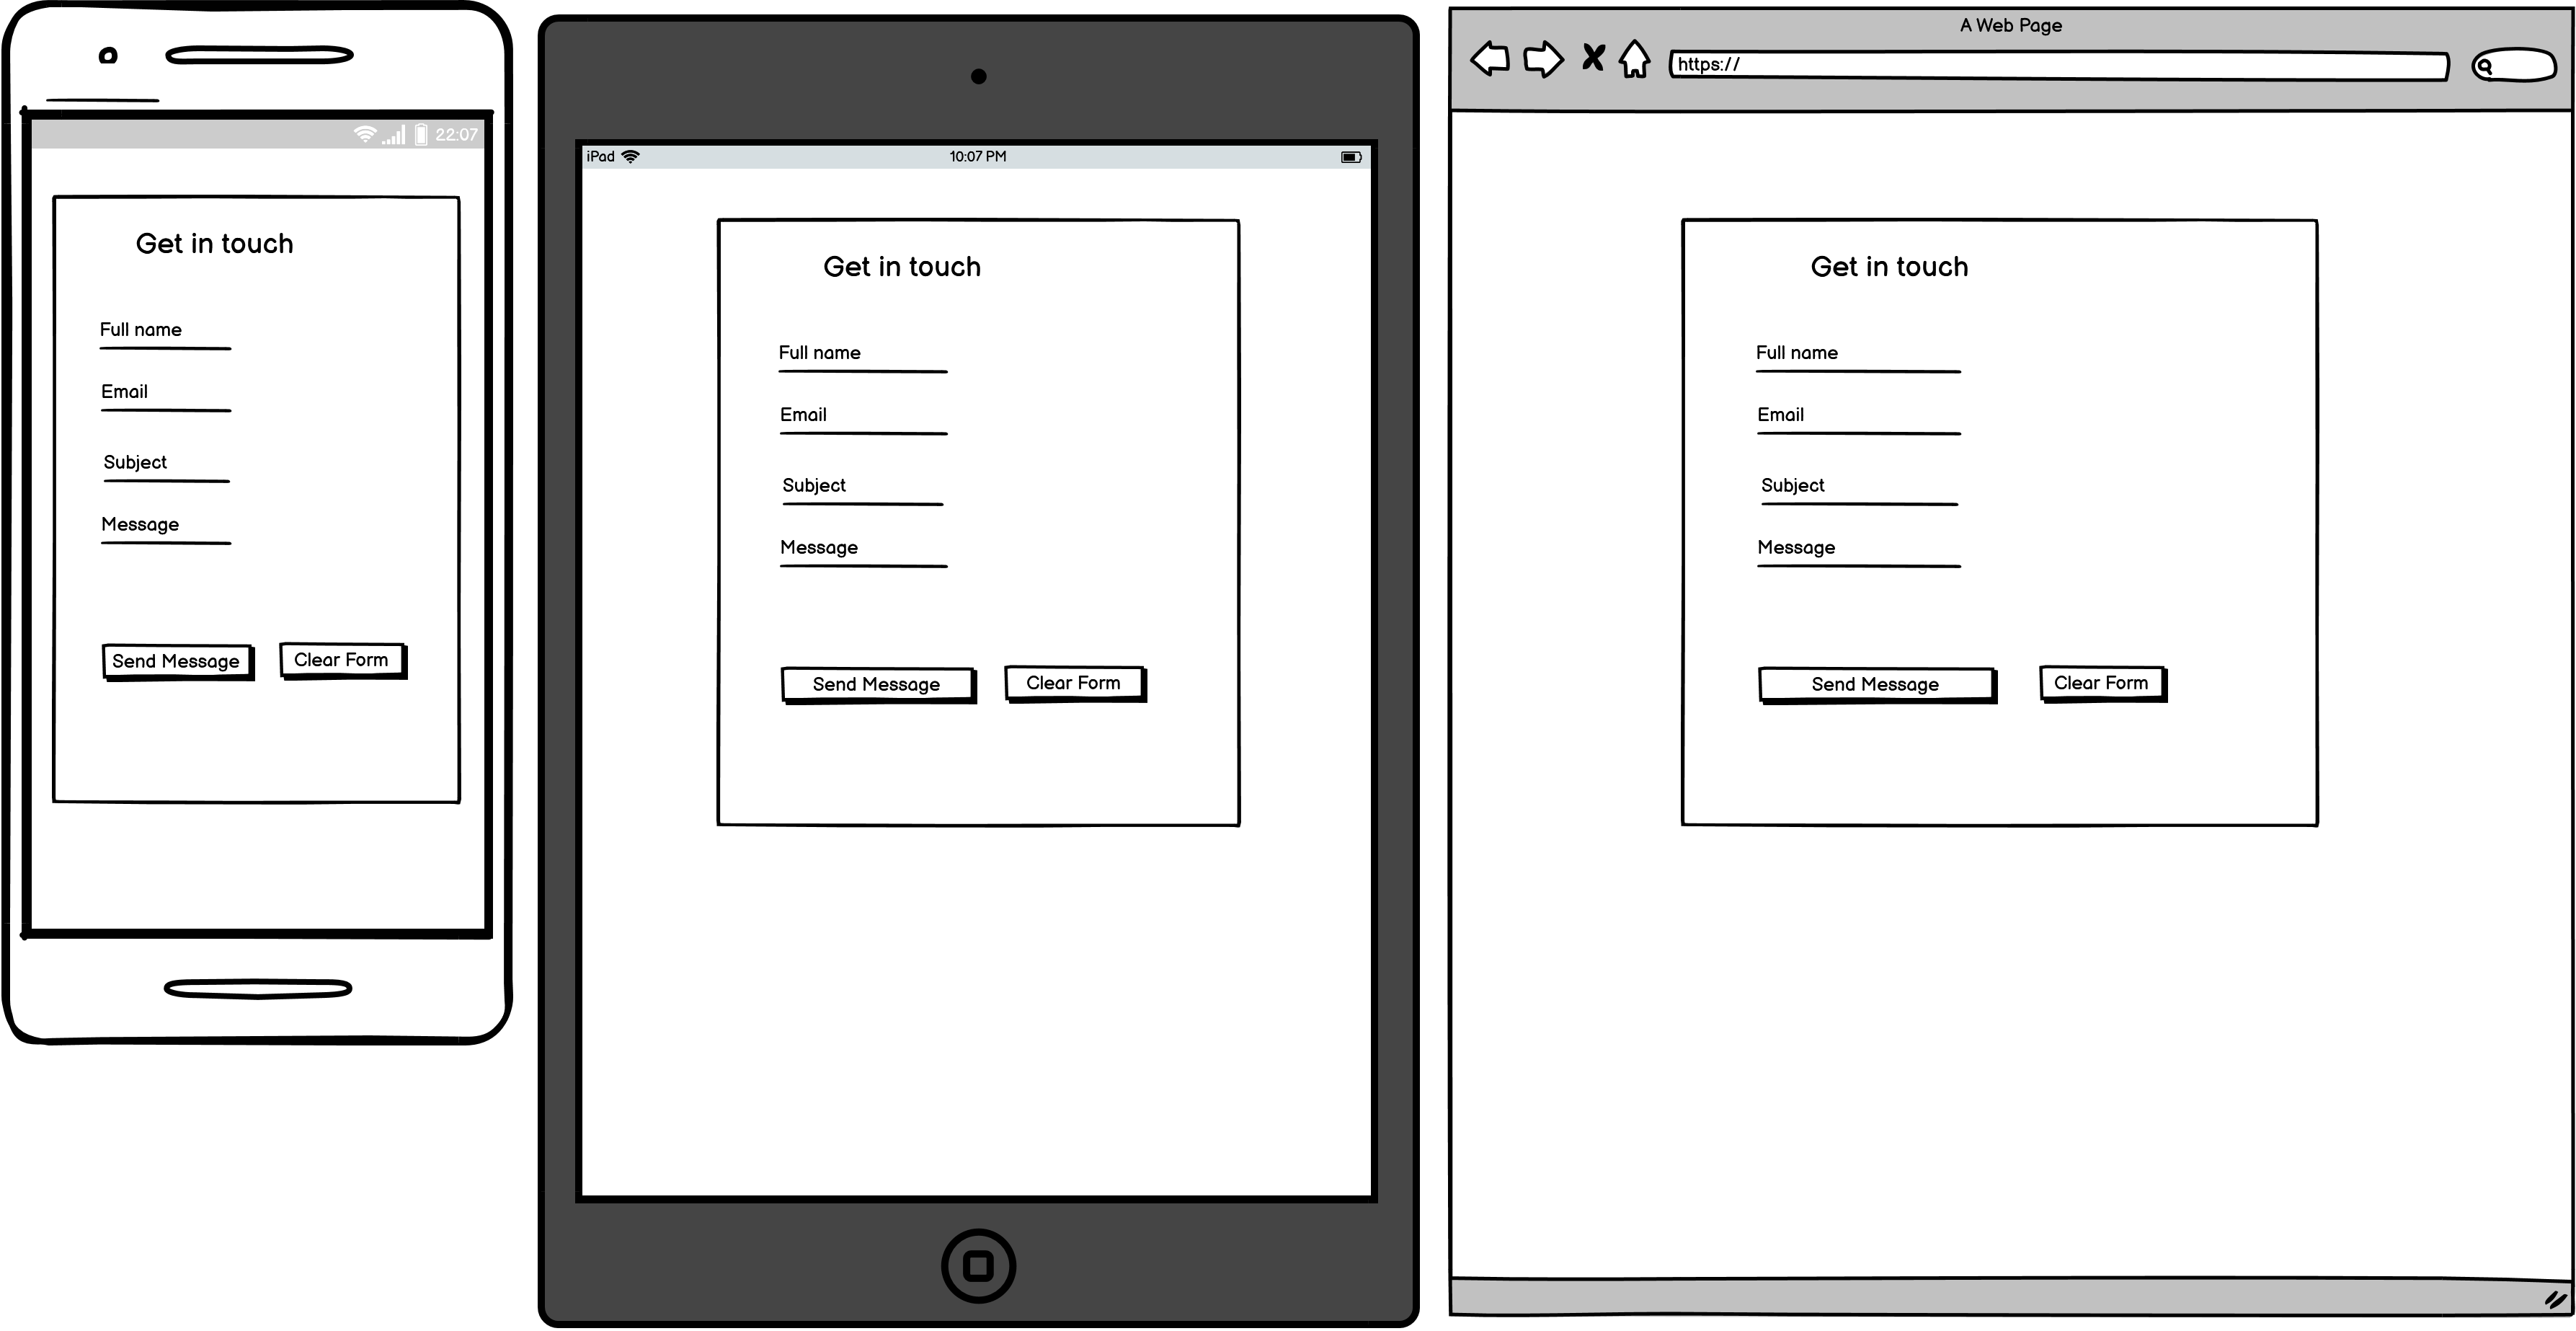 22:07
Get in touch
Full name
Email
Subject
Message
Send Message
Clear Form
iPad
10:07 PM
Get in touch
Full name
Email
Subject
Message
Send Message
Clear Form
A Web Page
https://
Get in touch
Full name
Email
Subject
Message
Send Message
Clear Form